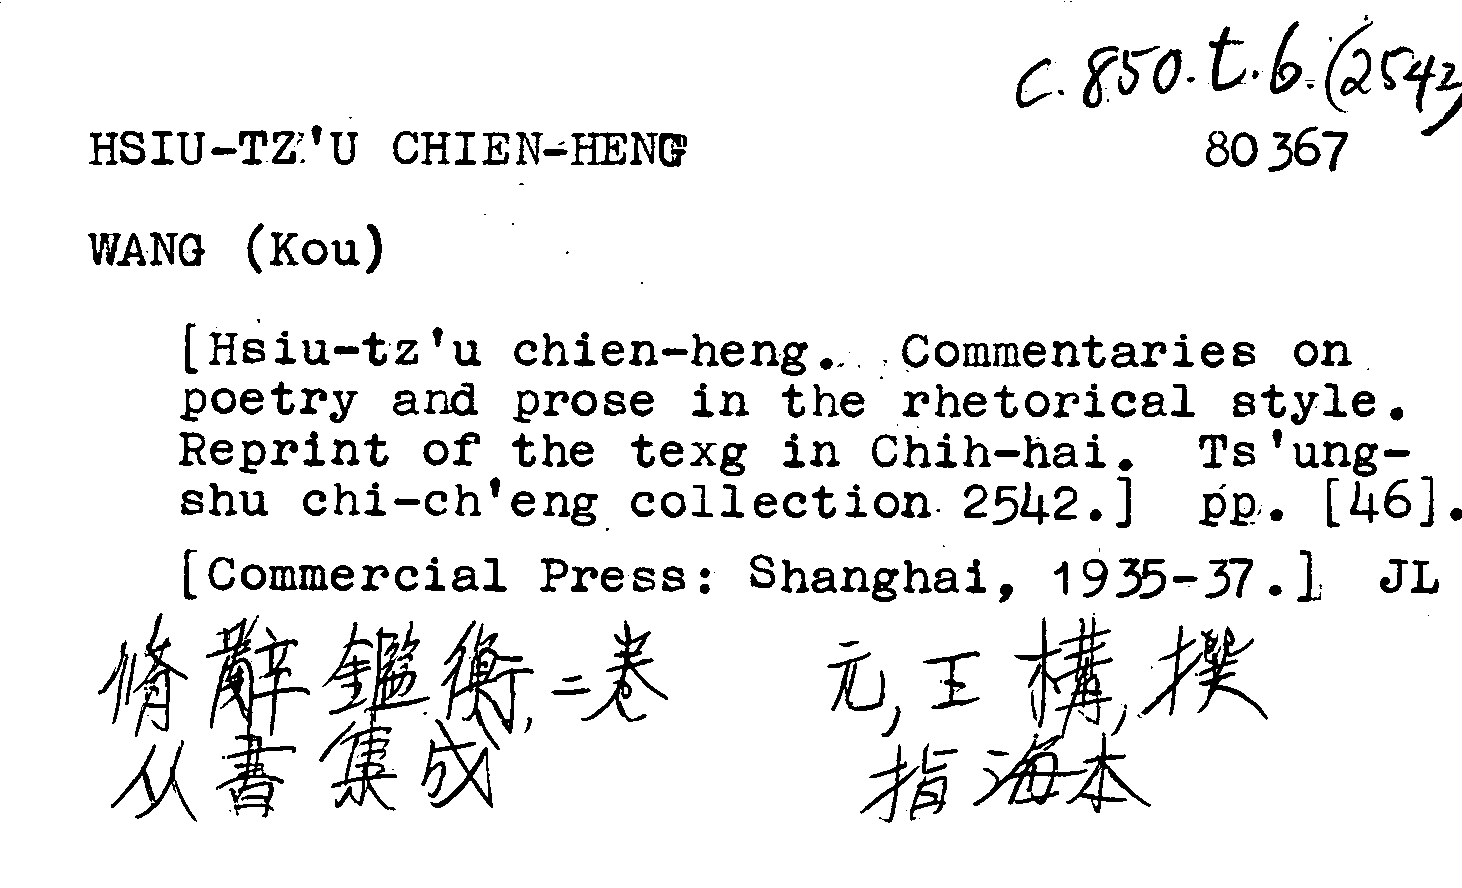 c.850.t.6.(2542)
HSIU-TZ'U CHIEN-HENG 80367
WANG (Kou)
[Hsiu-tz'u chien-heng. Commentaries on
poetry and prose in the rhetorical style.
Reprint of the texg in Chih-hai. Ts'ung-
shu chi-ch'eng collection 2542.] pp. [46].
[Commercial Press: Shanghai, 1935-37.] JL
脩辭鑑衡,二卷 元,王構,撰
从書集成 指海本